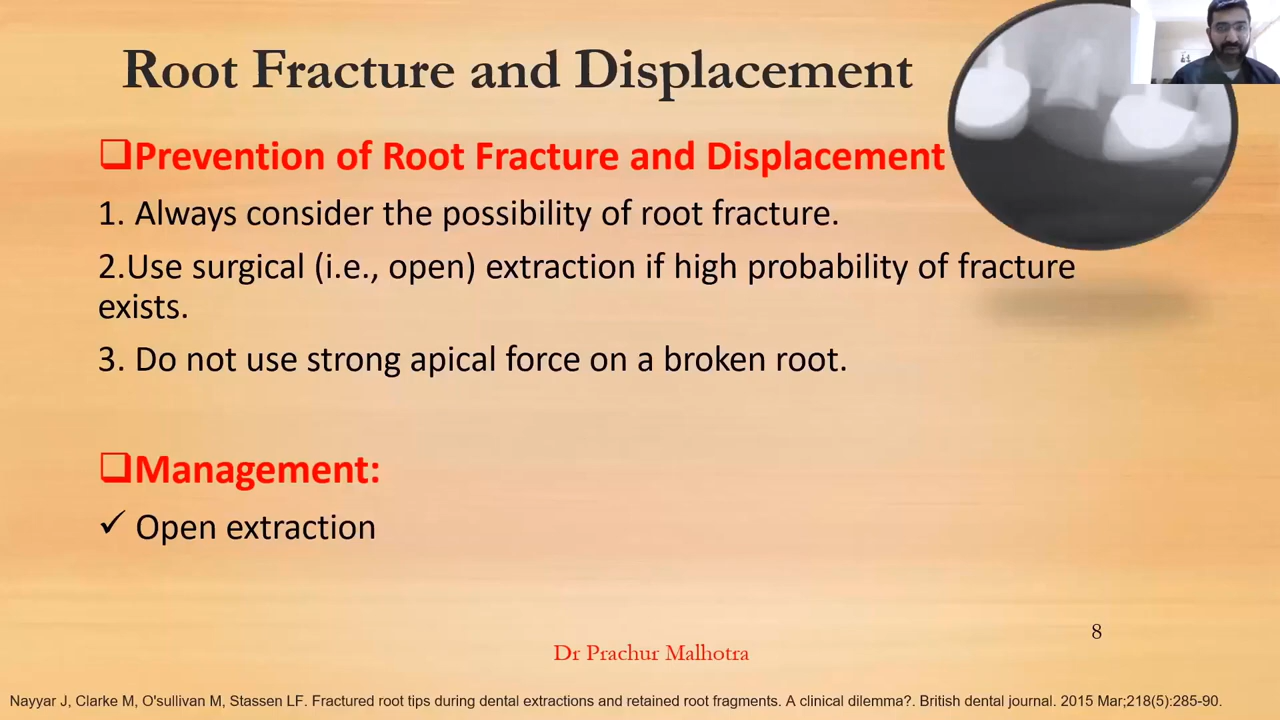 Root Fracture and Displacement
Prevention of Root Fracture and Displacement
1. Always consider the possibility of root fracture.
2.Use surgical (i.e., open) extraction if high probability of fracture
exists.
3. Do not use strong apical force on a broken root.
Management:
✓ Open extraction
8
Dr Prachur Malhotra
Nayyar J, Clarke M, O'sullivan M, Stassen LF. Fractured root tips during dental extractions and retained root fragments. A clinical dilemma?. British dental journal. 2015 Mar;218(5):285-90.